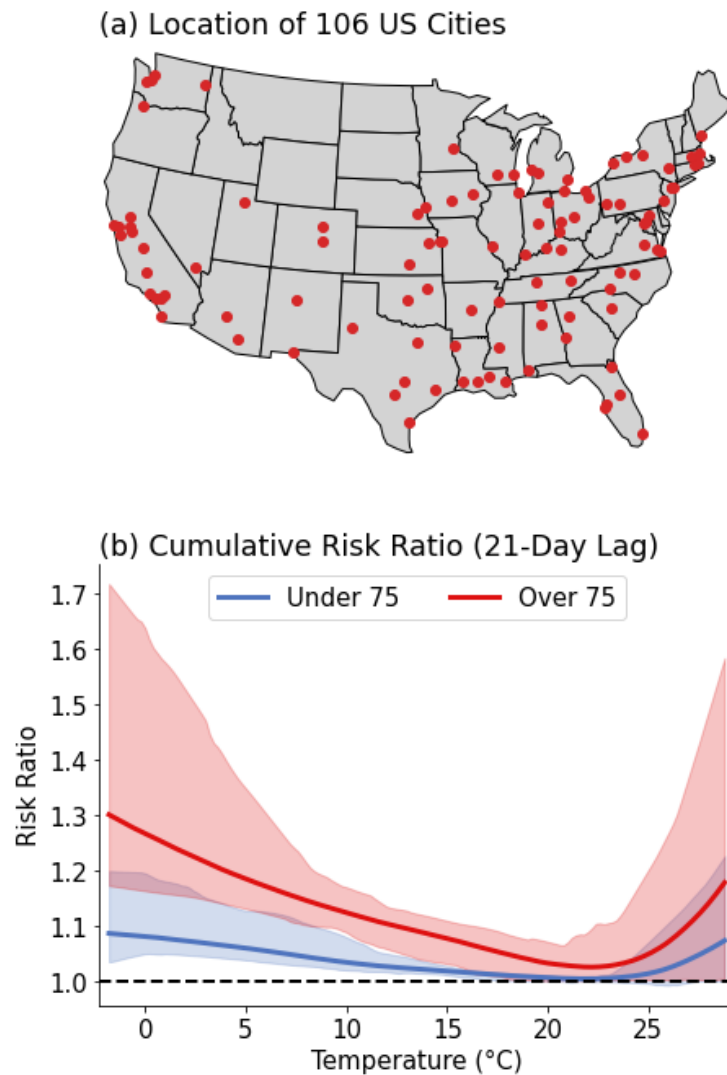 (a) Location of 106 US Cities
(b) Cumulative Risk Ratio (21-Day Lag)
Under 75 Over 75
1.7
1.6
1.5
1.4
1.3
1.2
1.1
1.0
Risk Ratio
0 5 10 15 20 25
Temperature (°C)